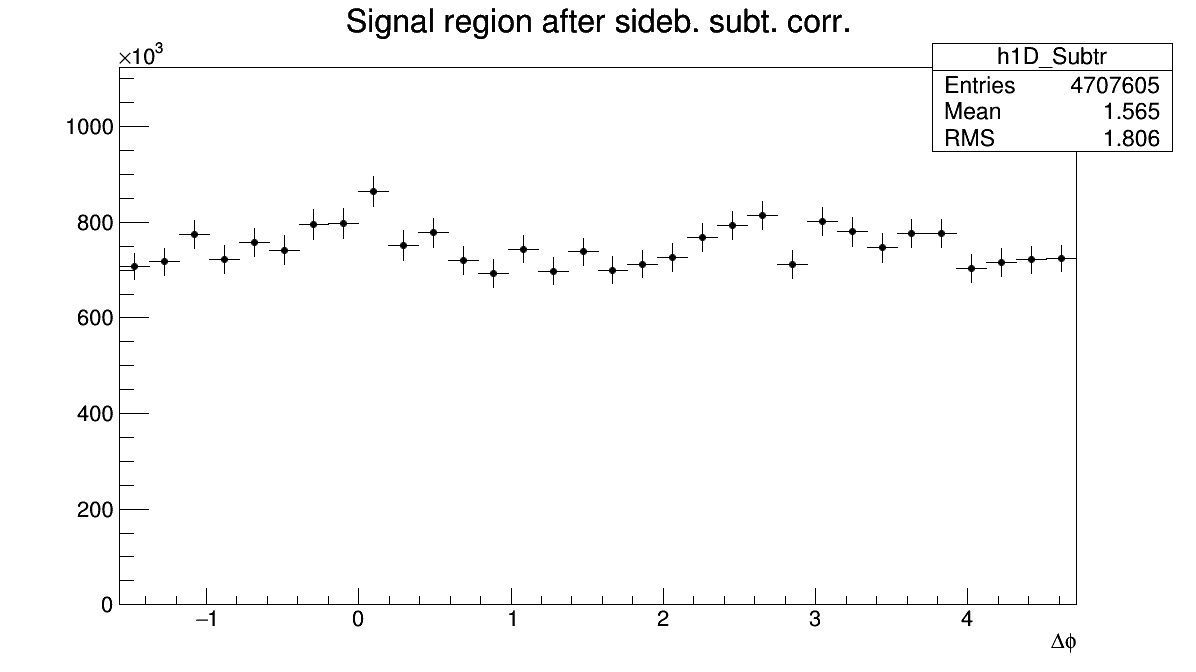 Signal region after sideb. subt. corr.
×10³
h1D_Subtr
Entries 4707605
Mean 1.565
RMS 1.806
1000
800
600
400
200
0
−1 0 1 2 3 4
Δϕ